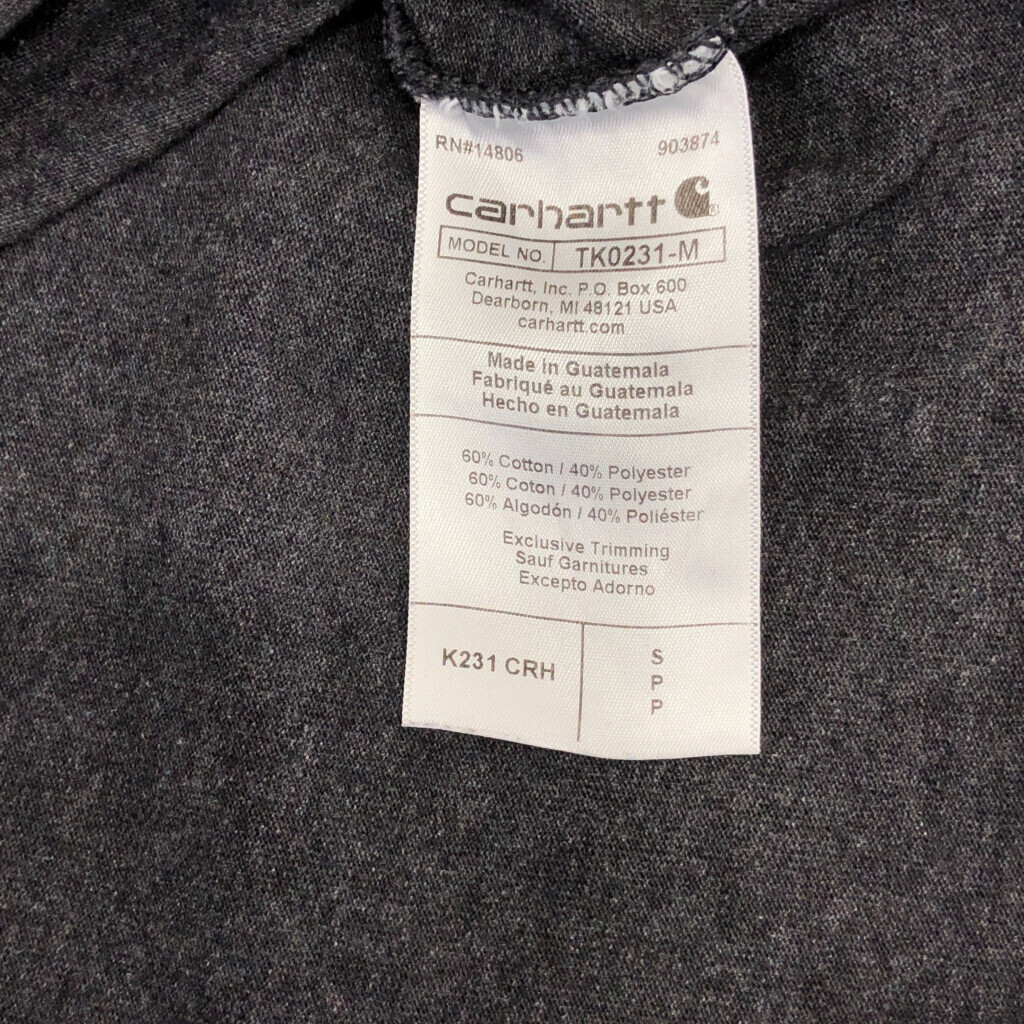 RN#14806 903874
carhartt
MODEL NO. TK0231-M
Carhartt, Inc. P.O. Box 600
Dearborn, MI 48121 USA
carhartt.com
Made in Guatemala
Fabriqué au Guatemala
Hecho en Guatemala
60% Cotton / 40% Polyester
60% Coton / 40% Polyester
60% Algodón / 40% Poliéster
Exclusive Trimming
Sauf Garnitures
Excepto Adorno
K231 CRH
S
P
P